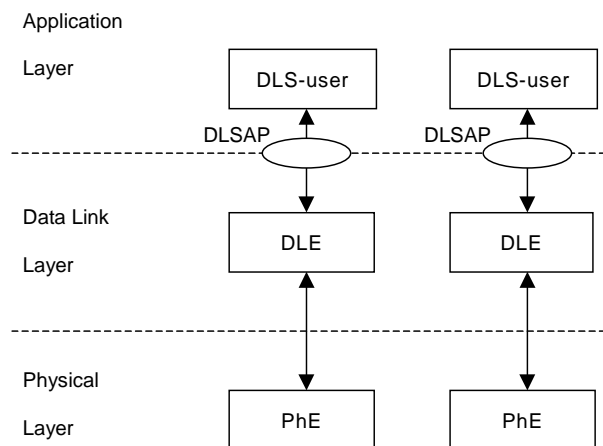 Application
Layer
DLS-user
DLS-user
DLSAP
DLSAP
Data Link
Layer
DLE
DLE
Physical
Layer
PhE
PhE